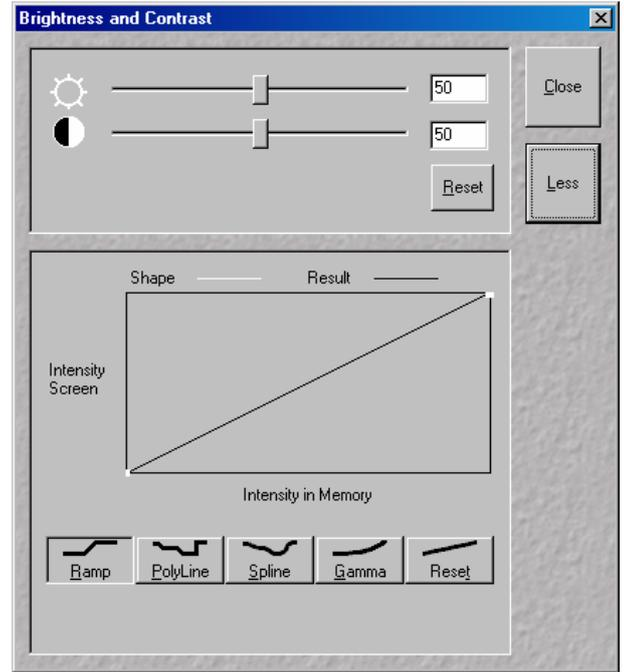 Brightness and Contrast
50
Close
50
Reset
Less
Shape
Result
Intensity
Screen
Intensity in Memory
Ramp
PolyLine
Spline
Gamma
Reset